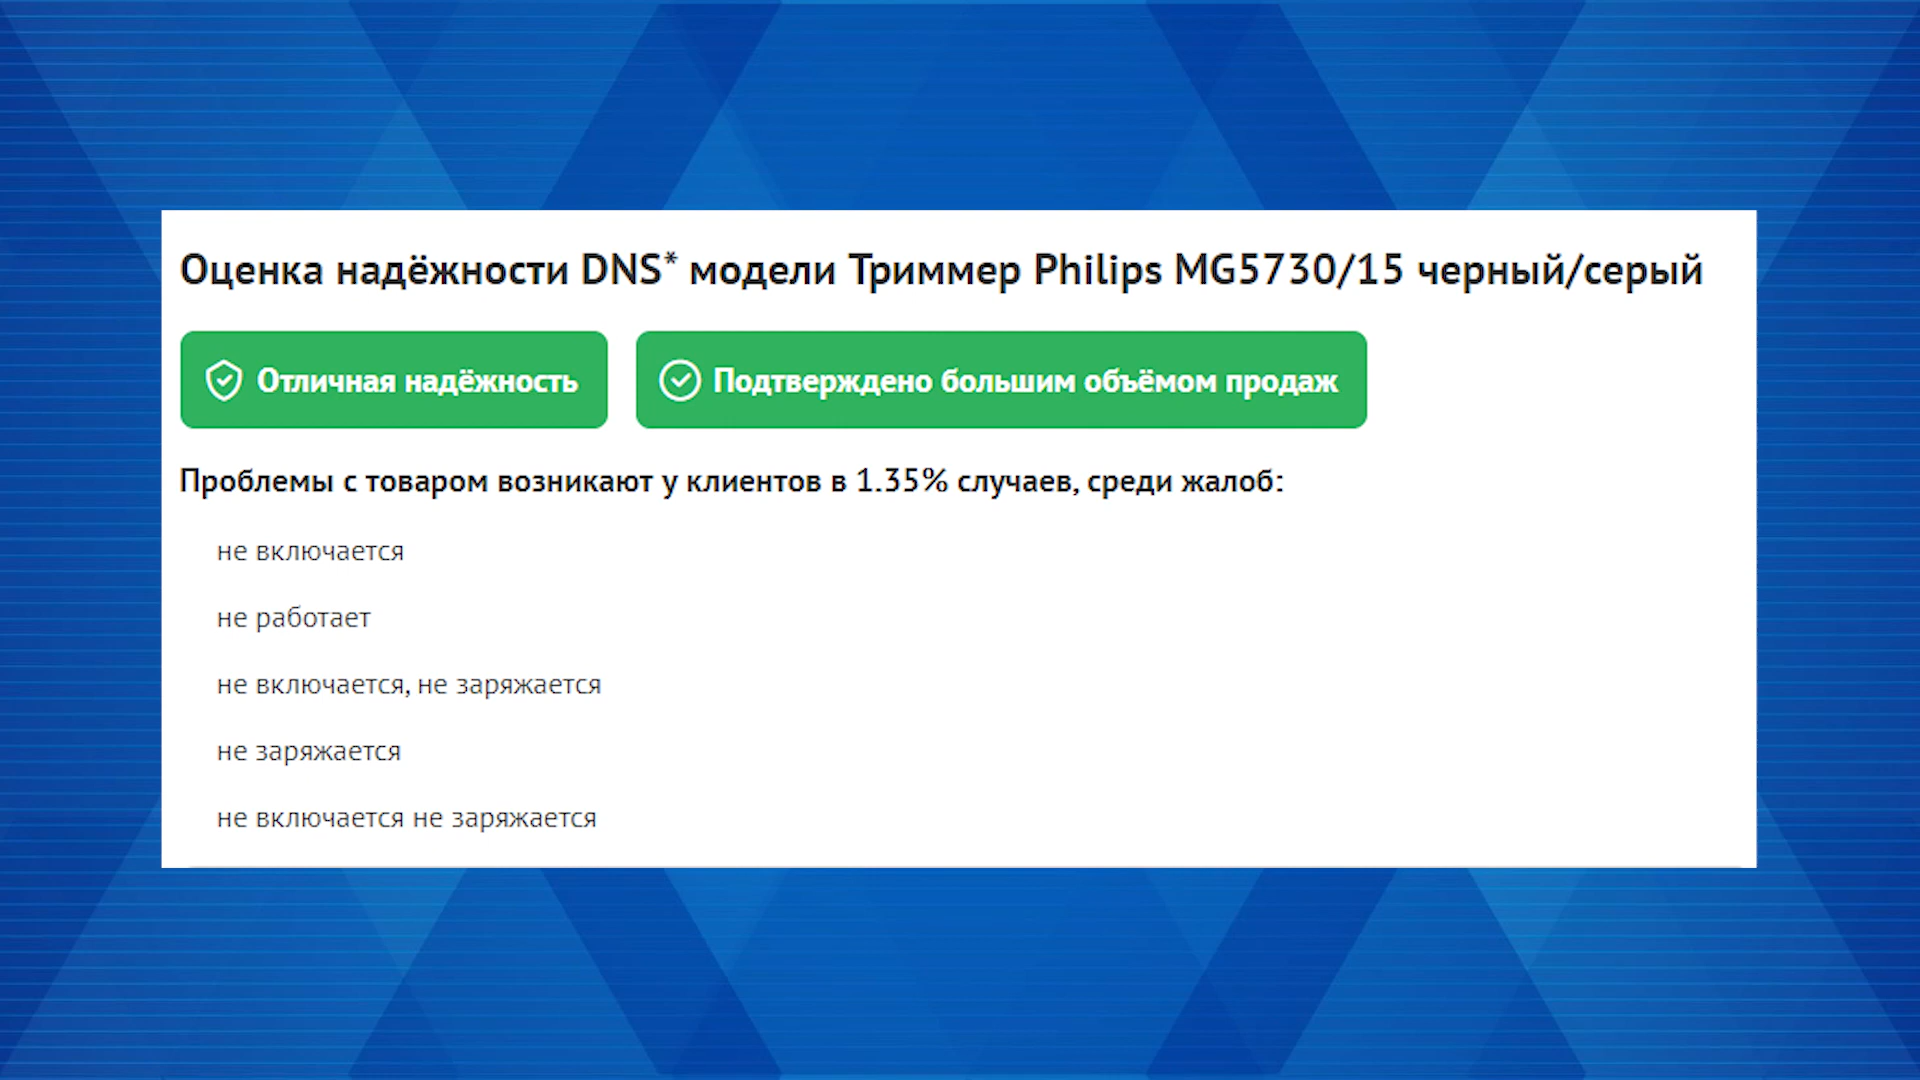 Оценка надёжности DNS* модели Триммер Philips MG5730/15 черный/серый
Отличная надёжность
Подтверждено большим объёмом продаж
Проблемы с товаром возникают у клиентов в 1.35% случаев, среди жалоб:
не включается
не работает
не включается, не заряжается
не заряжается
не включается не заряжается